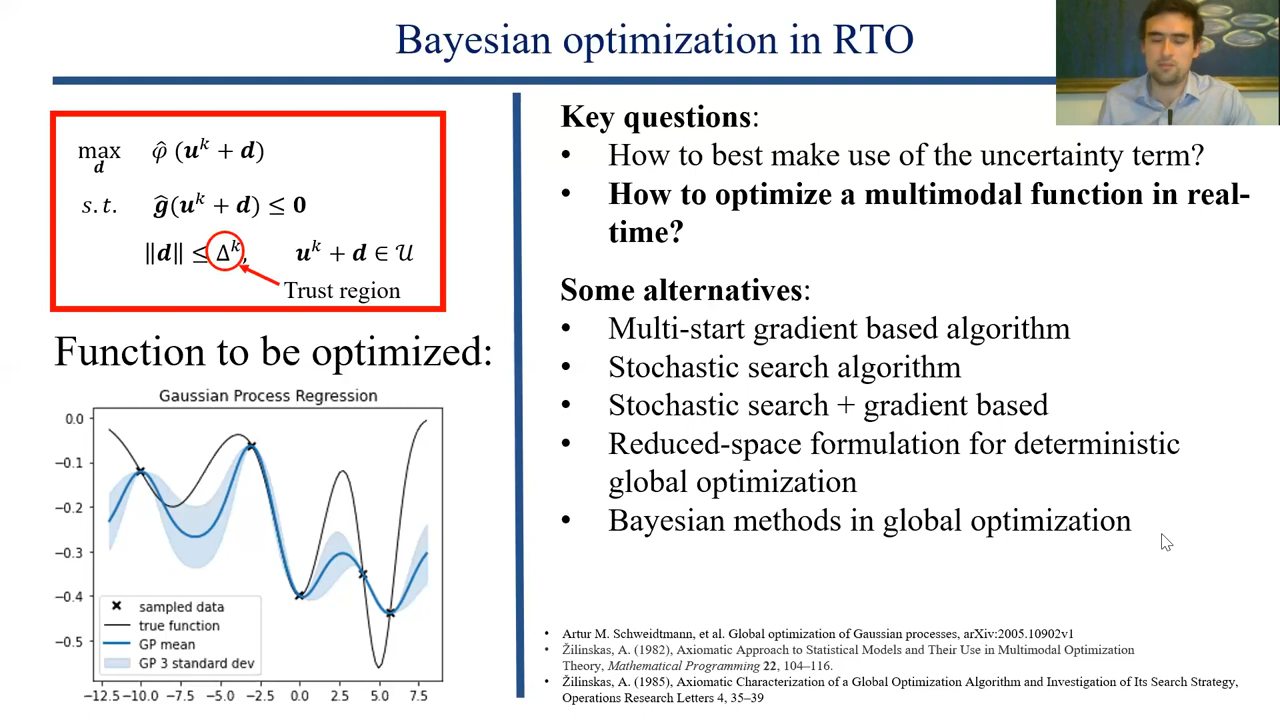 Bayesian optimization in RTO
max φ̂ (u^k + d)
d
s.t. ĝ(u^k + d) ≤ 0
‖d‖ ≤ Δ^k, u^k + d ∈ 𝒰
Trust region
Function to be optimized:
Gaussian Process Regression
0.0
−0.1
−0.2
−0.3
−0.4
−0.5
sampled data
true function
GP mean
GP 3 standard dev
−12.5 −10.0 −7.5 −5.0 −2.5 0.0 2.5 5.0 7.5
Key questions:
• How to best make use of the uncertainty term?
• How to optimize a multimodal function in real-
time?
Some alternatives:
• Multi-start gradient based algorithm
• Stochastic search algorithm
• Stochastic search + gradient based
• Reduced-space formulation for deterministic
global optimization
• Bayesian methods in global optimization
• Artur M. Schweidtmann, et al. Global optimization of Gaussian processes, arXiv:2005.10902v1
• Žilinskas, A. (1982), Axiomatic Approach to Statistical Models and Their Use in Multimodal Optimization
Theory, Mathematical Programming 22, 104–116.
• Žilinskas, A. (1985), Axiomatic Characterization of a Global Optimization Algorithm and Investigation of Its Search Strategy,
Operations Research Letters 4, 35–39